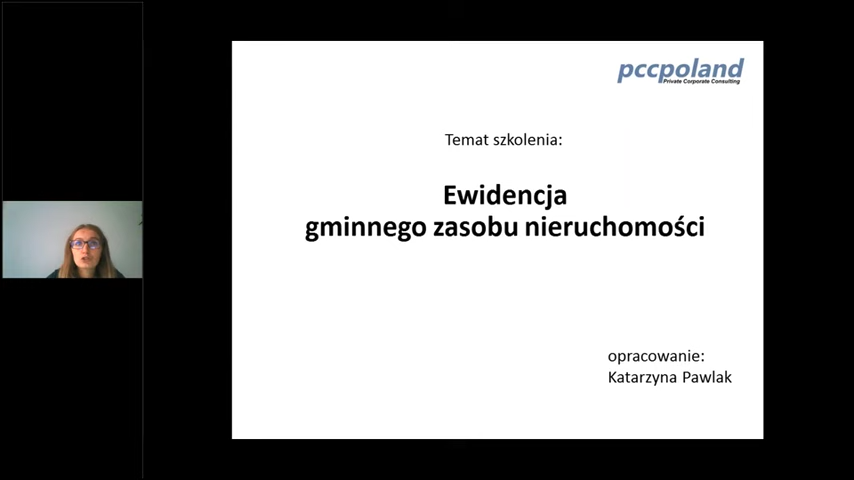 pccpoland
Private Corporate Consulting
Temat szkolenia:
Ewidencja
gminnego zasobu nieruchomości
opracowanie:
Katarzyna Pawlak